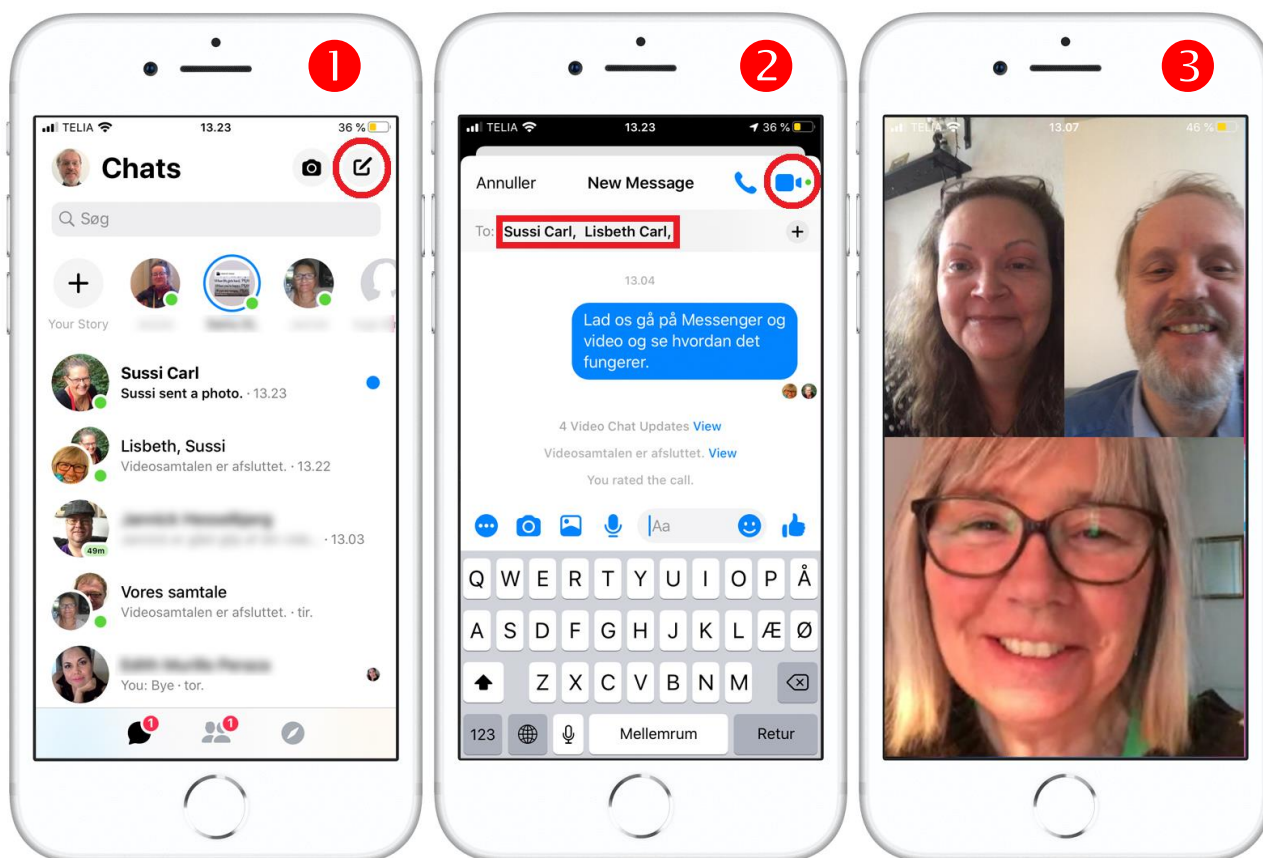 1
TELIA 13.23 36 %
Chats
Søg
Your Story
Sussi Carl
Sussi sent a photo. · 13.23
Lisbeth, Sussi
Videosamtalen er afsluttet. · 13.22
49m
· 13.03
Vores samtale
Videosamtalen er afsluttet. · tir.
You: Bye · tor.
1 1
2
TELIA 13.23 36 %
Annuller New Message
To: Sussi Carl, Lisbeth Carl,
13.04
Lad os gå på Messenger og
video og se hvordan det
fungerer.
4 Video Chat Updates View
Videosamtalen er afsluttet. View
You rated the call.
Aa
Q W E R T Y U I O P Å
A S D F G H J K L Æ Ø
Z X C V B N M
123 Mellemrum Retur
3
TELIA 13.07 46 %